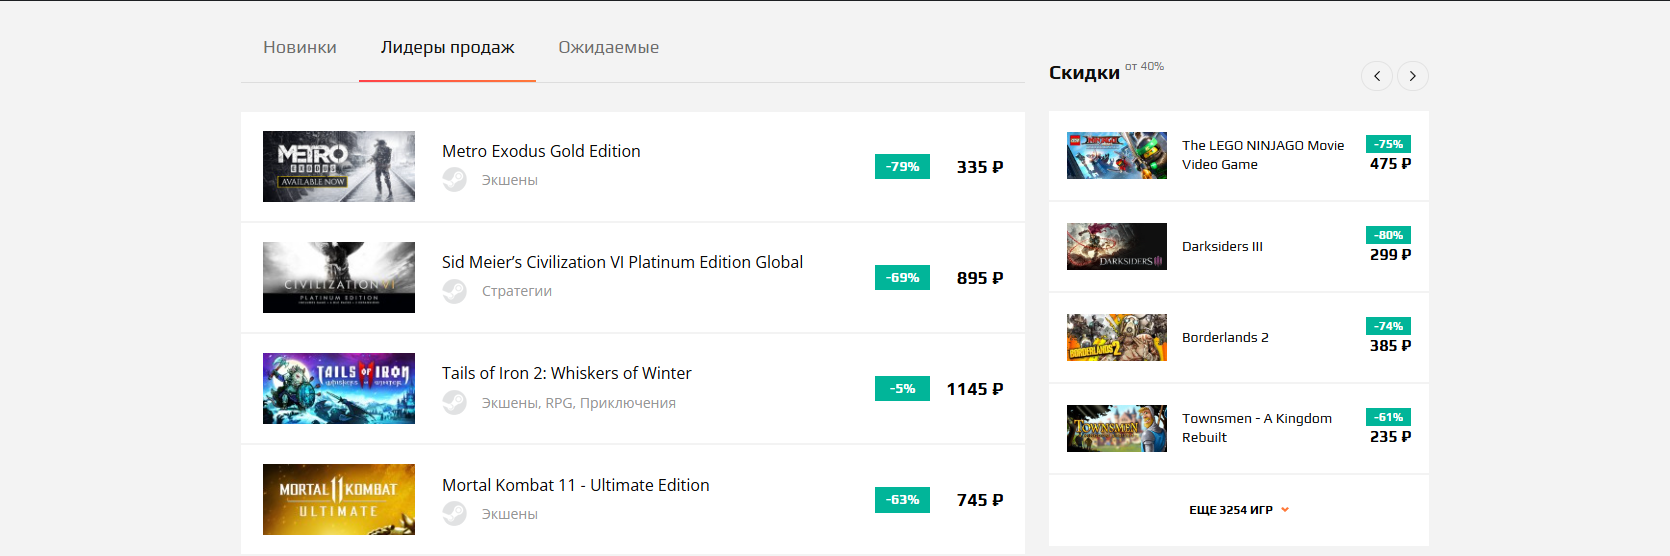 Новинки
Лидеры продаж
Ожидаемые
METRO
EXODUS
AVAILABLE NOW
Metro Exodus Gold Edition
Экшены
-79%
335 ₽
CIVILIZATION VI
PLATINUM EDITION
Sid Meier’s Civilization VI Platinum Edition Global
Стратегии
-69%
895 ₽
TAILS OF IRON
WHISKERS OF WINTER
Tails of Iron 2: Whiskers of Winter
Экшены, RPG, Приключения
-5%
1145 ₽
MORTAL KOMBAT 11
ULTIMATE
Mortal Kombat 11 - Ultimate Edition
Экшены
-63%
745 ₽
Скидки от 40%
NINJAGO
The LEGO NINJAGO Movie
Video Game
-75%
475 ₽
DARKSIDERS III
Darksiders III
-80%
299 ₽
BORDERLANDS 2
Borderlands 2
-74%
385 ₽
TOWNSMEN
Townsmen - A Kingdom
Rebuilt
-61%
235 ₽
ЕЩЕ 3254 ИГР